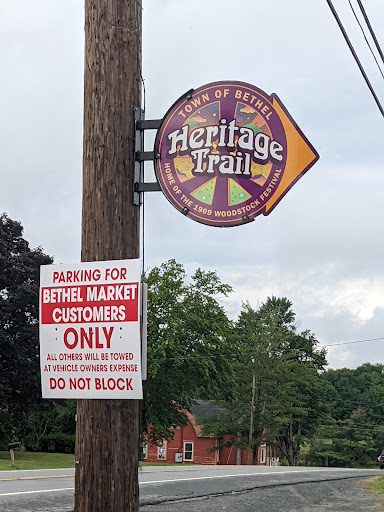 TOWN OF BETHEL
Heritage
Trail
HOME OF THE 1969 WOODSTOCK FESTIVAL
PARKING FOR
BETHEL MARKET
CUSTOMERS
ONLY
ALL OTHERS WILL BE TOWED
AT VEHICLE OWNERS EXPENSE
DO NOT BLOCK